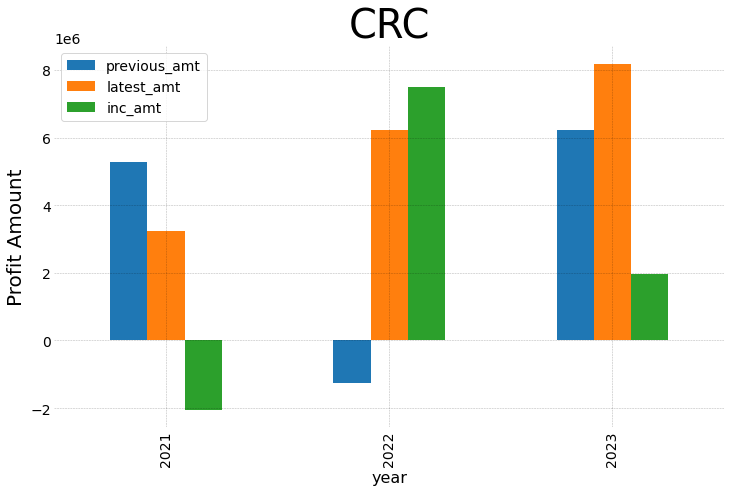 CRC
1e6
previous_amt
latest_amt
inc_amt
8
6
4
2
0
−2
Profit Amount
2021
2022
2023
year